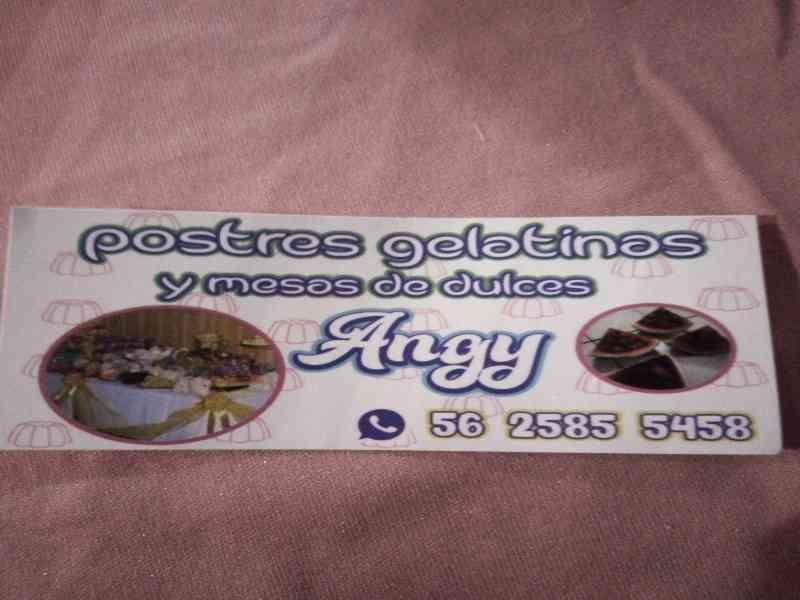 postres gelatinas
y mesas de dulces
Angy
56 2585 5458